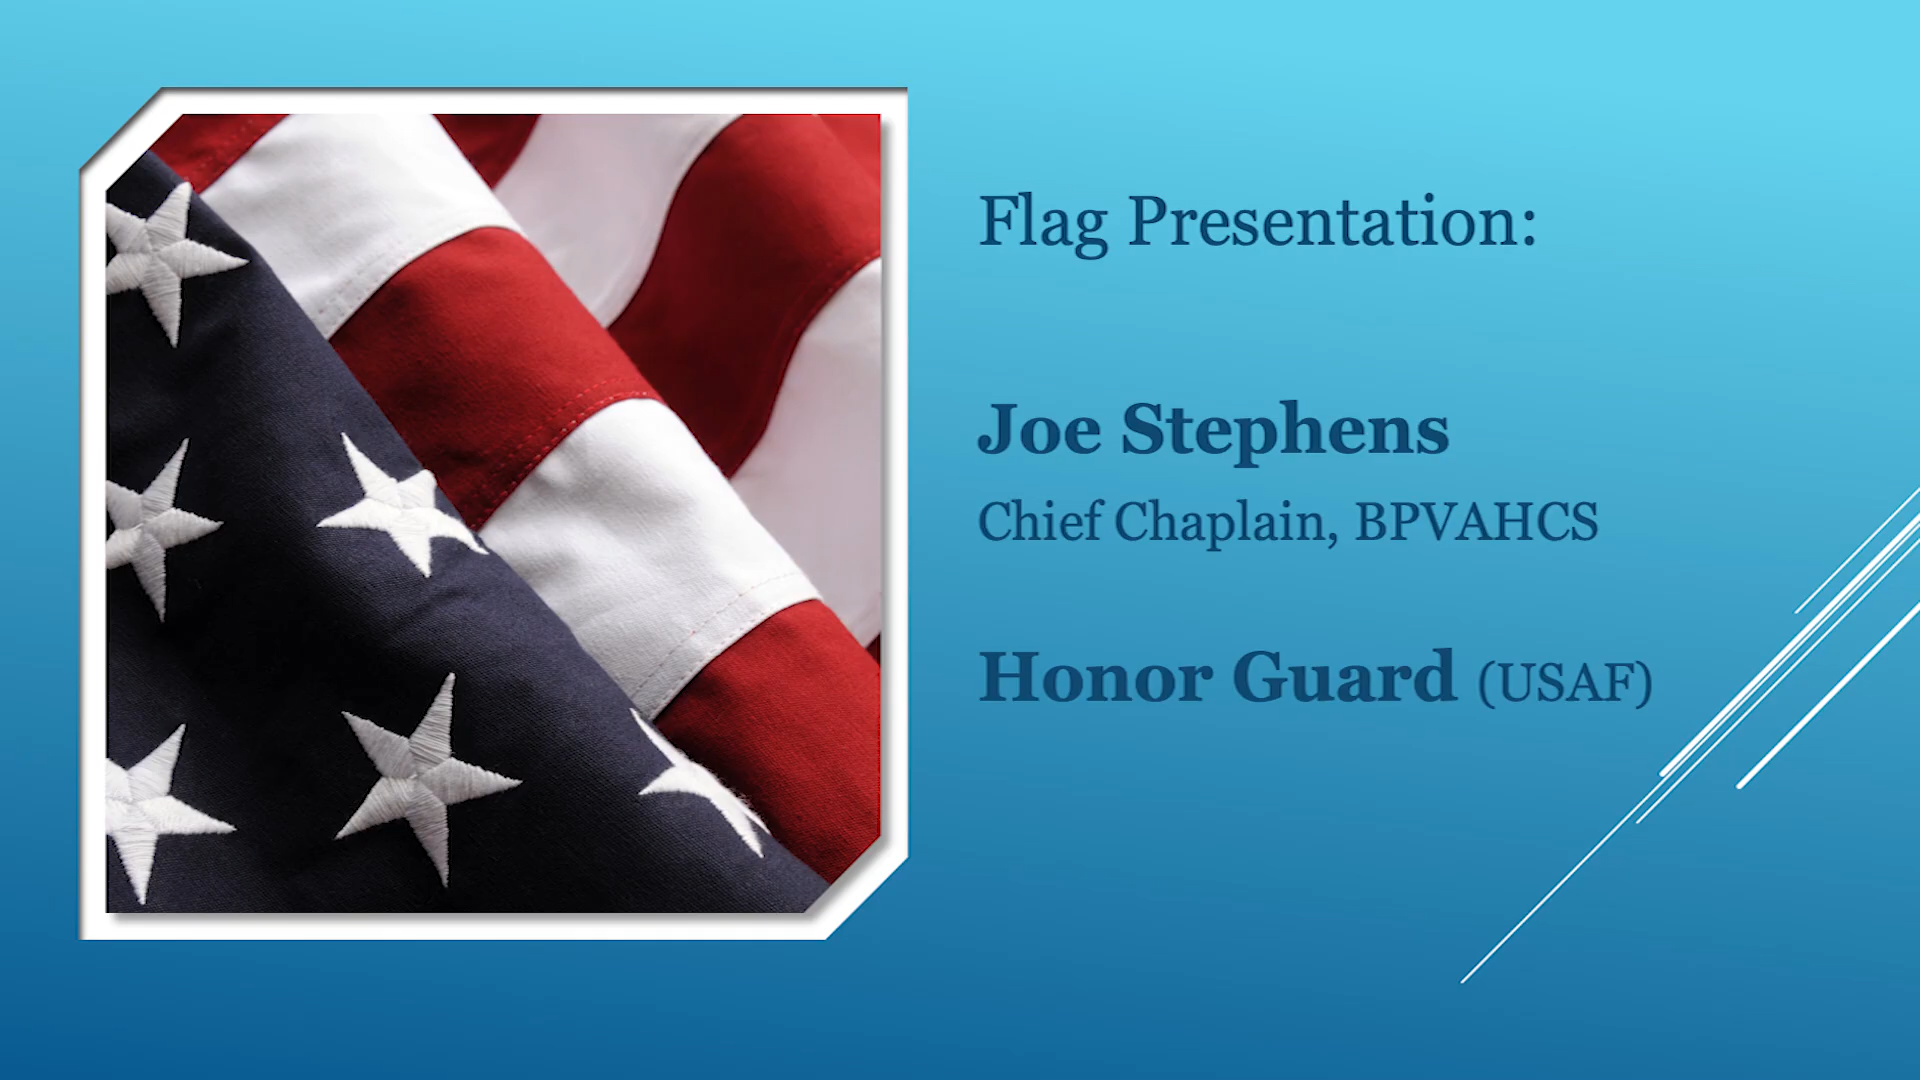 Flag Presentation:
Joe Stephens
Chief Chaplain, BPVAHCS
Honor Guard (USAF)